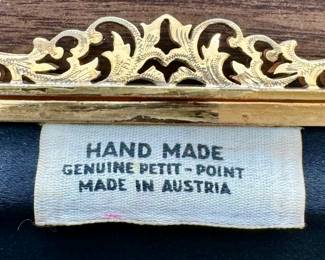 HAND MADE
GENUINE PETIT-POINT
MADE IN AUSTRIA